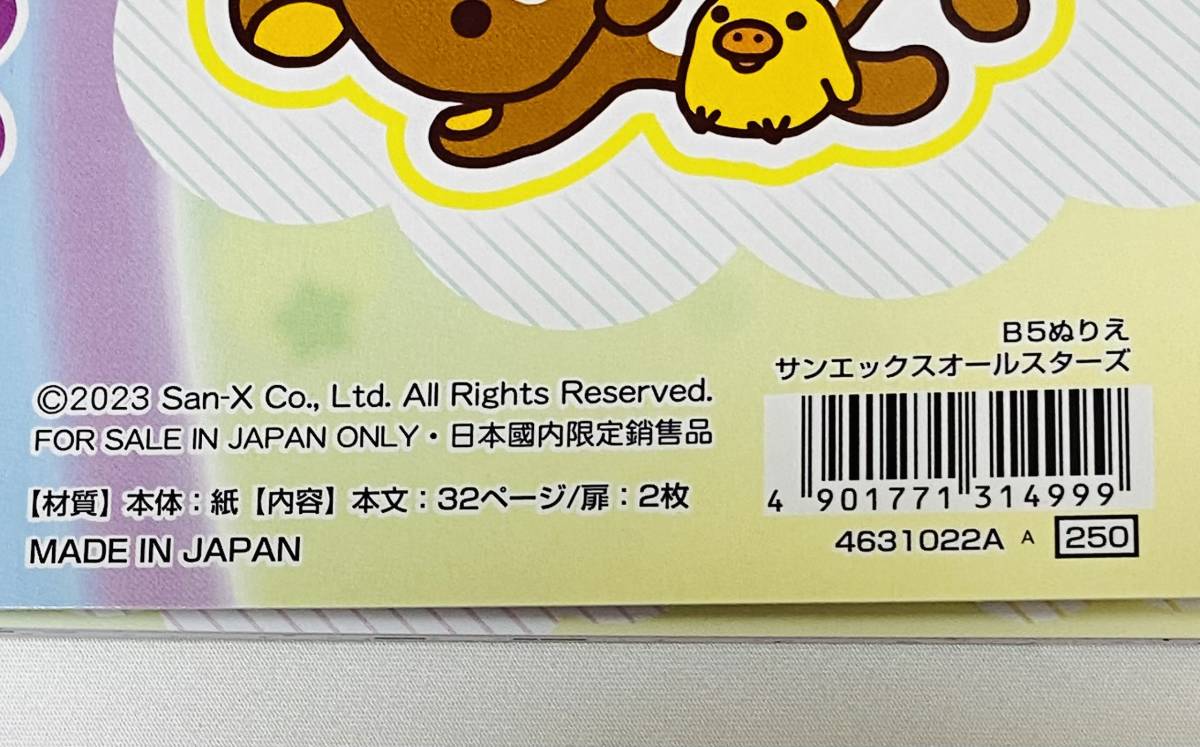 B5ぬりえ
サンエックスオールスターズ
©2023 San-X Co., Ltd. All Rights Reserved.
FOR SALE IN JAPAN ONLY・日本國内限定銷售品
【材質】本体：紙【内容】本文：32ページ/扉：2枚
MADE IN JAPAN
4 901771 314999
4631022A A 250